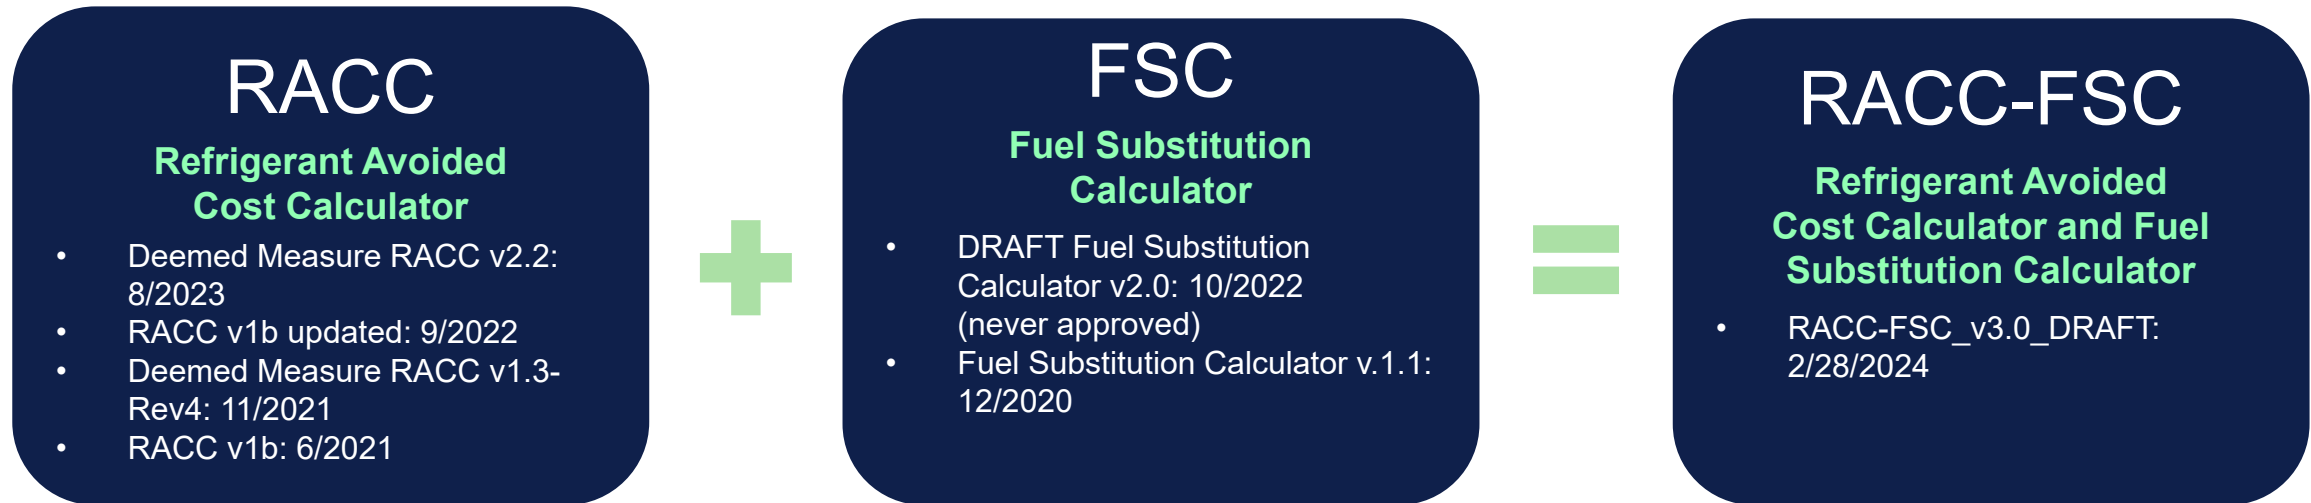 RACC
Refrigerant Avoided
Cost Calculator
• Deemed Measure RACC v2.2:
8/2023
• RACC v1b updated: 9/2022
• Deemed Measure RACC v1.3-
Rev4: 11/2021
• RACC v1b: 6/2021
FSC
Fuel Substitution
Calculator
• DRAFT Fuel Substitution
Calculator v2.0: 10/2022
(never approved)
• Fuel Substitution Calculator v.1.1:
12/2020
RACC-FSC
Refrigerant Avoided
Cost Calculator and Fuel
Substitution Calculator
• RACC-FSC_v3.0_DRAFT:
2/28/2024